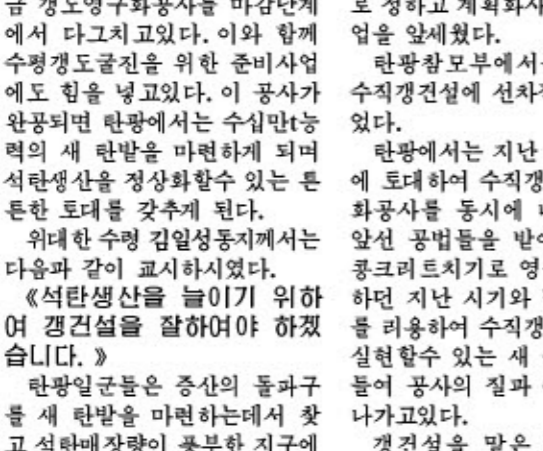 금 갱도영구화공사를 마감단계
에서 다그치고있다. 이와 함께
수평갱도굴진을 위한 준비사업
에도 힘을 넣고있다. 이 공사가
완공되면 탄광에서는 수십만t능
력의 새 탄밭을 마련하게 되며
석탄생산을 정상화할수 있는 튼
튼한 토대를 갖추게 된다.
위대한 수령 김일성동지께서는
다음과 같이 교시하시였다.
《석탄생산을 늘이기 위하
여 갱건설을 잘하여야 하겠
습니다. 》
탄광일군들은 증산의 돌파구
를 새 탄밭을 마련하는데서 찾
고 석탄매장량이 풍부한 지구에
로 정하고 계획화사
업을 앞세웠다.
탄광참모부에서
수직갱건설에 선차
었다.
탄광에서는 지난
에 토대하여 수직갱
화공사를 동시에
앞선 공법들을 받
콩크리트치기로 영
하던 지난 시기와
를 리용하여 수직갱
실현할수 있는 새
들여 공사의 질과
나가고있다.
갱건설을 맡은